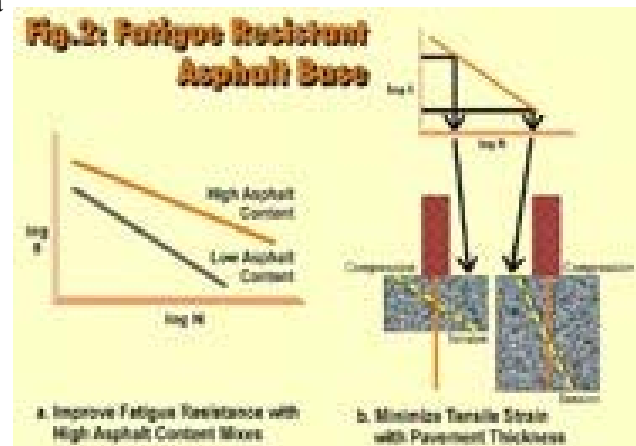 Fig.2: Fatigue Resistant
Asphalt Base
log
log N
High Asphalt
Content
Low Asphalt
Content
log
log N
Compression
Compression
a. Improve Fatigue Resistance with
High Asphalt Content Mixes
b. Minimize Tensile Strain
with Pavement Thickness